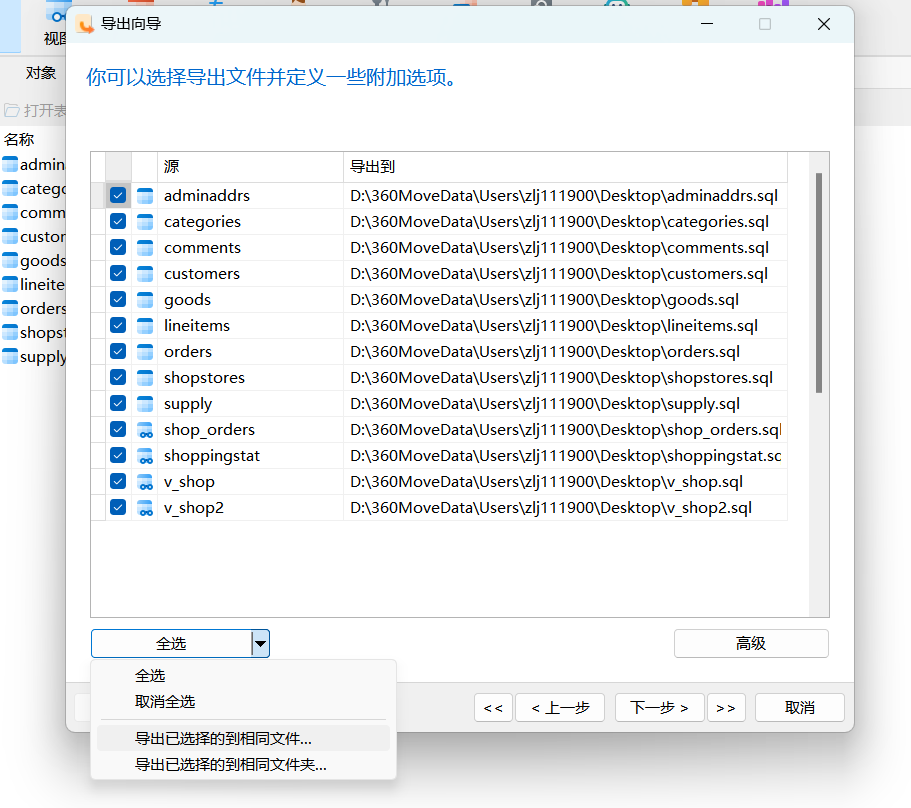 导出向导
视图
你可以选择导出文件并定义一些附加选项。
对象
打开表
名称
admin
catego
comm
custor
goods
lineite
orders
shopst
supply
源 导出到
adminaddrs D:\360MoveData\Users\zlj111900\Desktop\adminaddrs.sql
categories D:\360MoveData\Users\zlj111900\Desktop\categories.sql
comments D:\360MoveData\Users\zlj111900\Desktop\comments.sql
customers D:\360MoveData\Users\zlj111900\Desktop\customers.sql
goods D:\360MoveData\Users\zlj111900\Desktop\goods.sql
lineitems D:\360MoveData\Users\zlj111900\Desktop\lineitems.sql
orders D:\360MoveData\Users\zlj111900\Desktop\orders.sql
shopstores D:\360MoveData\Users\zlj111900\Desktop\shopstores.sql
supply D:\360MoveData\Users\zlj111900\Desktop\supply.sql
shop_orders D:\360MoveData\Users\zlj111900\Desktop\shop_orders.sql
shoppingstat D:\360MoveData\Users\zlj111900\Desktop\shoppingstat.sc
v_shop D:\360MoveData\Users\zlj111900\Desktop\v_shop.sql
v_shop2 D:\360MoveData\Users\zlj111900\Desktop\v_shop2.sql
全选 高级
全选
取消全选
导出已选择的到相同文件...
导出已选择的到相同文件夹...
<< < 上一步 下一步 > >> 取消